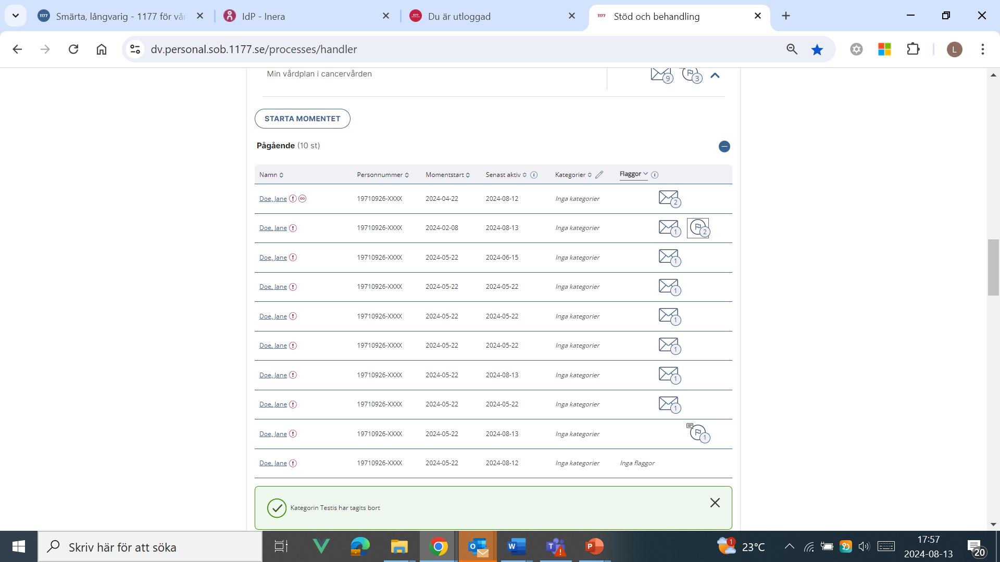 Smärta, långvarig - 1177 för vår
IdP - Inera
Du är utloggad
Stöd och behandling
dv.personal.sob.1177.se/processes/handler
L
Min vårdplan i cancervården 9 3
STARTA MOMENTET
Pågående (10 st)
Namn Personnummer Momentstart Senast aktiv Kategorier Flaggor
Doe, Jane 19710926-XXXX 2024-04-22 2024-08-12 Inga kategorier 2
Doe, Jane 19710926-XXXX 2024-02-08 2024-08-13 Inga kategorier 1 2
Doe, Jane 19710926-XXXX 2024-05-22 2024-06-15 Inga kategorier 1
Doe, Jane 19710926-XXXX 2024-05-22 2024-05-22 Inga kategorier 1
Doe, Jane 19710926-XXXX 2024-05-22 2024-05-22 Inga kategorier 1
Doe, Jane 19710926-XXXX 2024-05-22 2024-05-22 Inga kategorier 1
Doe, Jane 19710926-XXXX 2024-05-22 2024-08-13 Inga kategorier 1
Doe, Jane 19710926-XXXX 2024-05-22 2024-05-22 Inga kategorier 1
Doe, Jane 19710926-XXXX 2024-05-22 2024-08-13 Inga kategorier 1
Doe, Jane 19710926-XXXX 2024-05-22 2024-08-12 Inga kategorier Inga flaggor
Kategorin Testis har tagits bort
Skriv här för att söka
1 23°C
17:57
2024-08-13
20